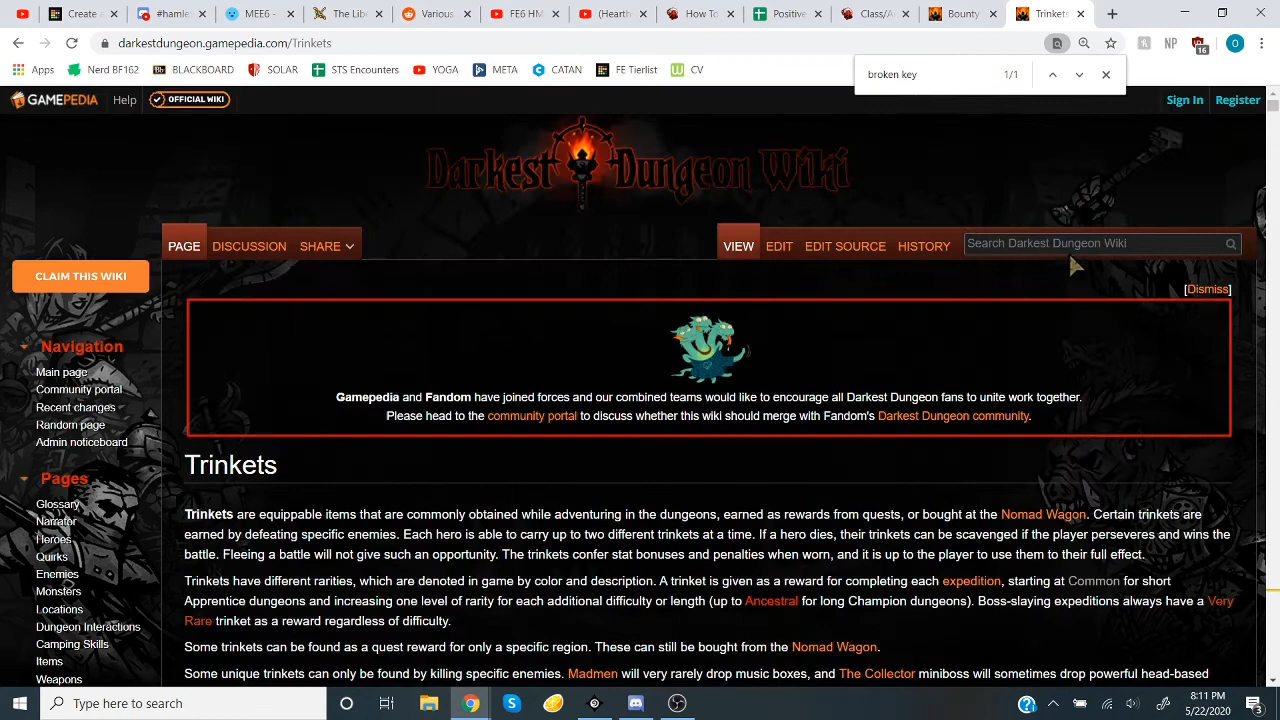 #hamle
MEE6 -
The Libe
Various
FE6 HM
(Hearth
How To
Positive
Class/A
Bounty
Trinkets
darkestdungeon.gamepedia.com/Trinkets
NP
16
O
Apps
Nerd BF162
BLACKBOARD
SOLAR
STS Encounters
YOGA
META
CATAN
FE Tierlist
CV
broken key
1/1
GAMEPEDIA
Help
OFFICIAL WIKI
Sign In
Register
Darkest Dungeon Wiki
PAGE
DISCUSSION
SHARE
VIEW
EDIT
EDIT SOURCE
HISTORY
Search Darkest Dungeon Wiki
CLAIM THIS WIKI
[Dismiss]
Gamepedia and Fandom have joined forces and our combined teams would like to encourage all Darkest Dungeon fans to unite work together.
Please head to the community portal to discuss whether this wiki should merge with Fandom's Darkest Dungeon community.
Navigation
Main page
Community portal
Recent changes
Random page
Admin noticeboard
Pages
Glossary
Narrator
Heroes
Quirks
Enemies
Monsters
Locations
Dungeon Interactions
Camping Skills
Items
Weapons
Trinkets
Trinkets are equippable items that are commonly obtained while adventuring in the dungeons, earned as rewards from quests, or bought at the Nomad Wagon. Certain trinkets are
earned by defeating specific enemies. Each hero is able to carry up to two different trinkets at a time. If a hero dies, their trinkets can be scavenged if the player perseveres and wins the
battle. Fleeing a battle will not give such an opportunity. The trinkets confer stat bonuses and penalties when worn, and it is up to the player to use them to their full effect.
Trinkets have different rarities, which are denoted in game by color and description. A trinket is given as a reward for completing each expedition, starting at Common for short
Apprentice dungeons and increasing one level of rarity for each additional difficulty or length (up to Ancestral for long Champion dungeons). Boss-slaying expeditions always have a Very
Rare trinket as a reward regardless of difficulty.
Some trinkets can be found as a quest reward for only a specific region. These can still be bought from the Nomad Wagon.
Some unique trinkets can only be found by killing specific enemies. Madmen will very rarely drop music boxes, and The Collector miniboss will sometimes drop powerful head-based
Type here to search
8:11 PM
5/22/2020
3